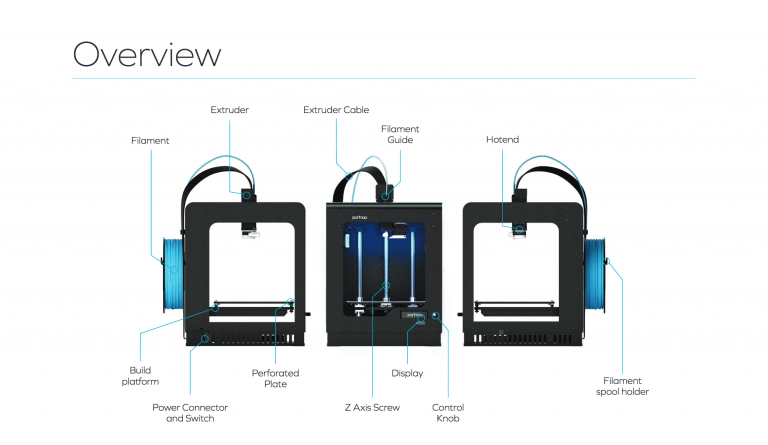 Overview
Extruder
Extruder Cable
Filament
Filament
Guide
Hotend
zortrax
zortrax
Build
platform
Perforated
Plate
Display
Filament
spool holder
Power Connector
and Switch
Z Axis Screw
Control
Knob